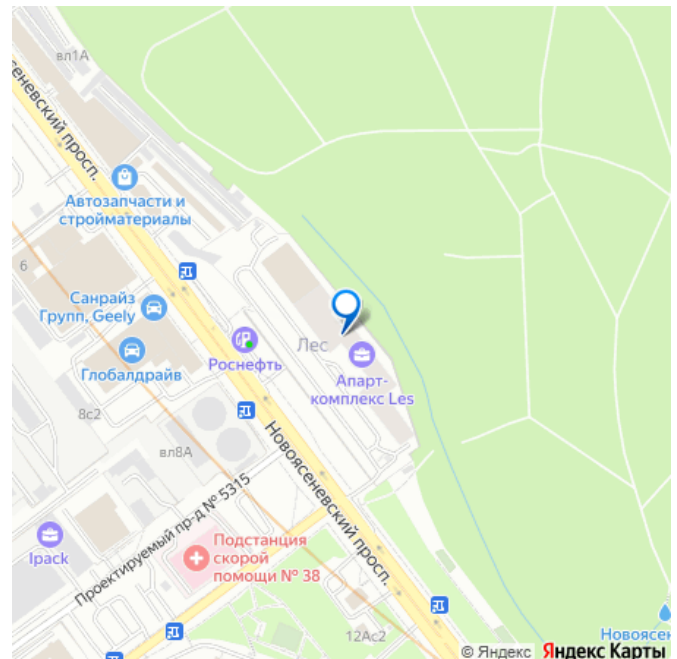 вл1А
сеневский просп.
Автозапчасти и
стройматериалы
6
Санрайз
Групп, Geely
Глобалдрайв
Роснефть
Лес
Апарт-
комплекс Les
8с2
вл8А
Новоясеневский просп.
Проектируемый пр-д № 5315
Ipack
Подстанция
скорой
помощи № 38
12Ас2
Новоясен
© Яндекс Яндекс Карты